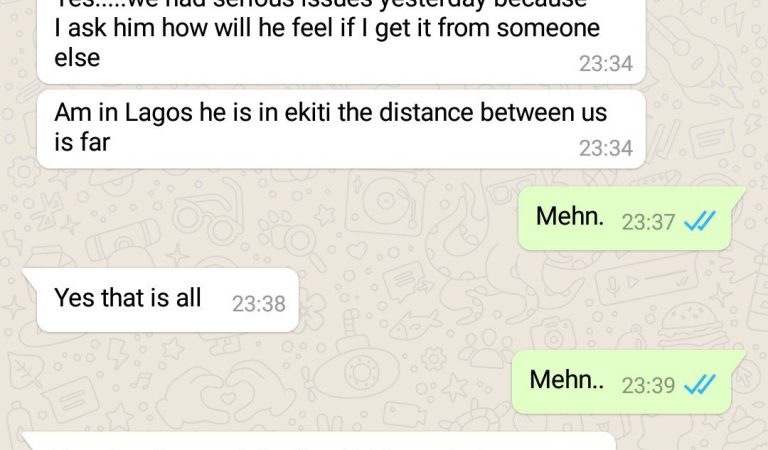 Yes.....we had serious issues yesterday because
I ask him how will he feel if I get it from someone
else
23:34
Am in Lagos he is in ekiti the distance between us
is far
23:34
Mehn. 23:37
Yes that is all 23:38
Mehn.. 23:39